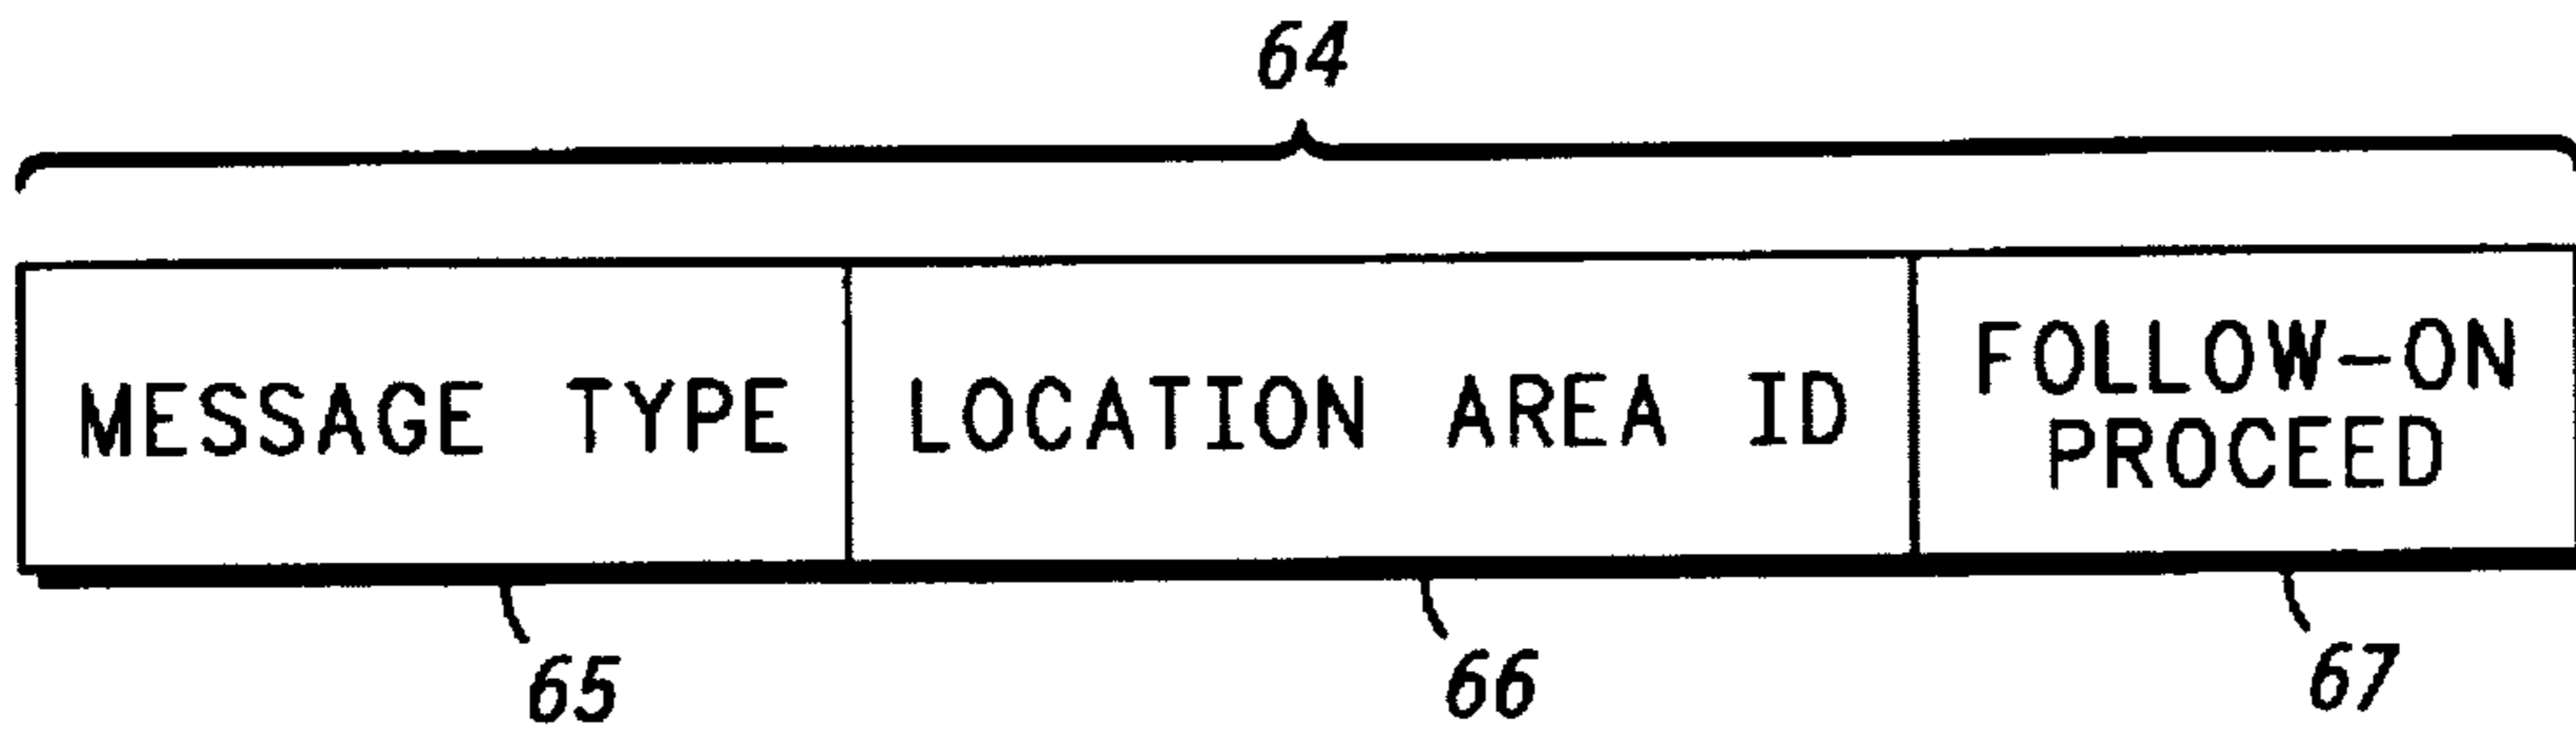 64
MESSAGE TYPE
LOCATION AREA ID
FOLLOW-ON
PROCEED
65
66
67